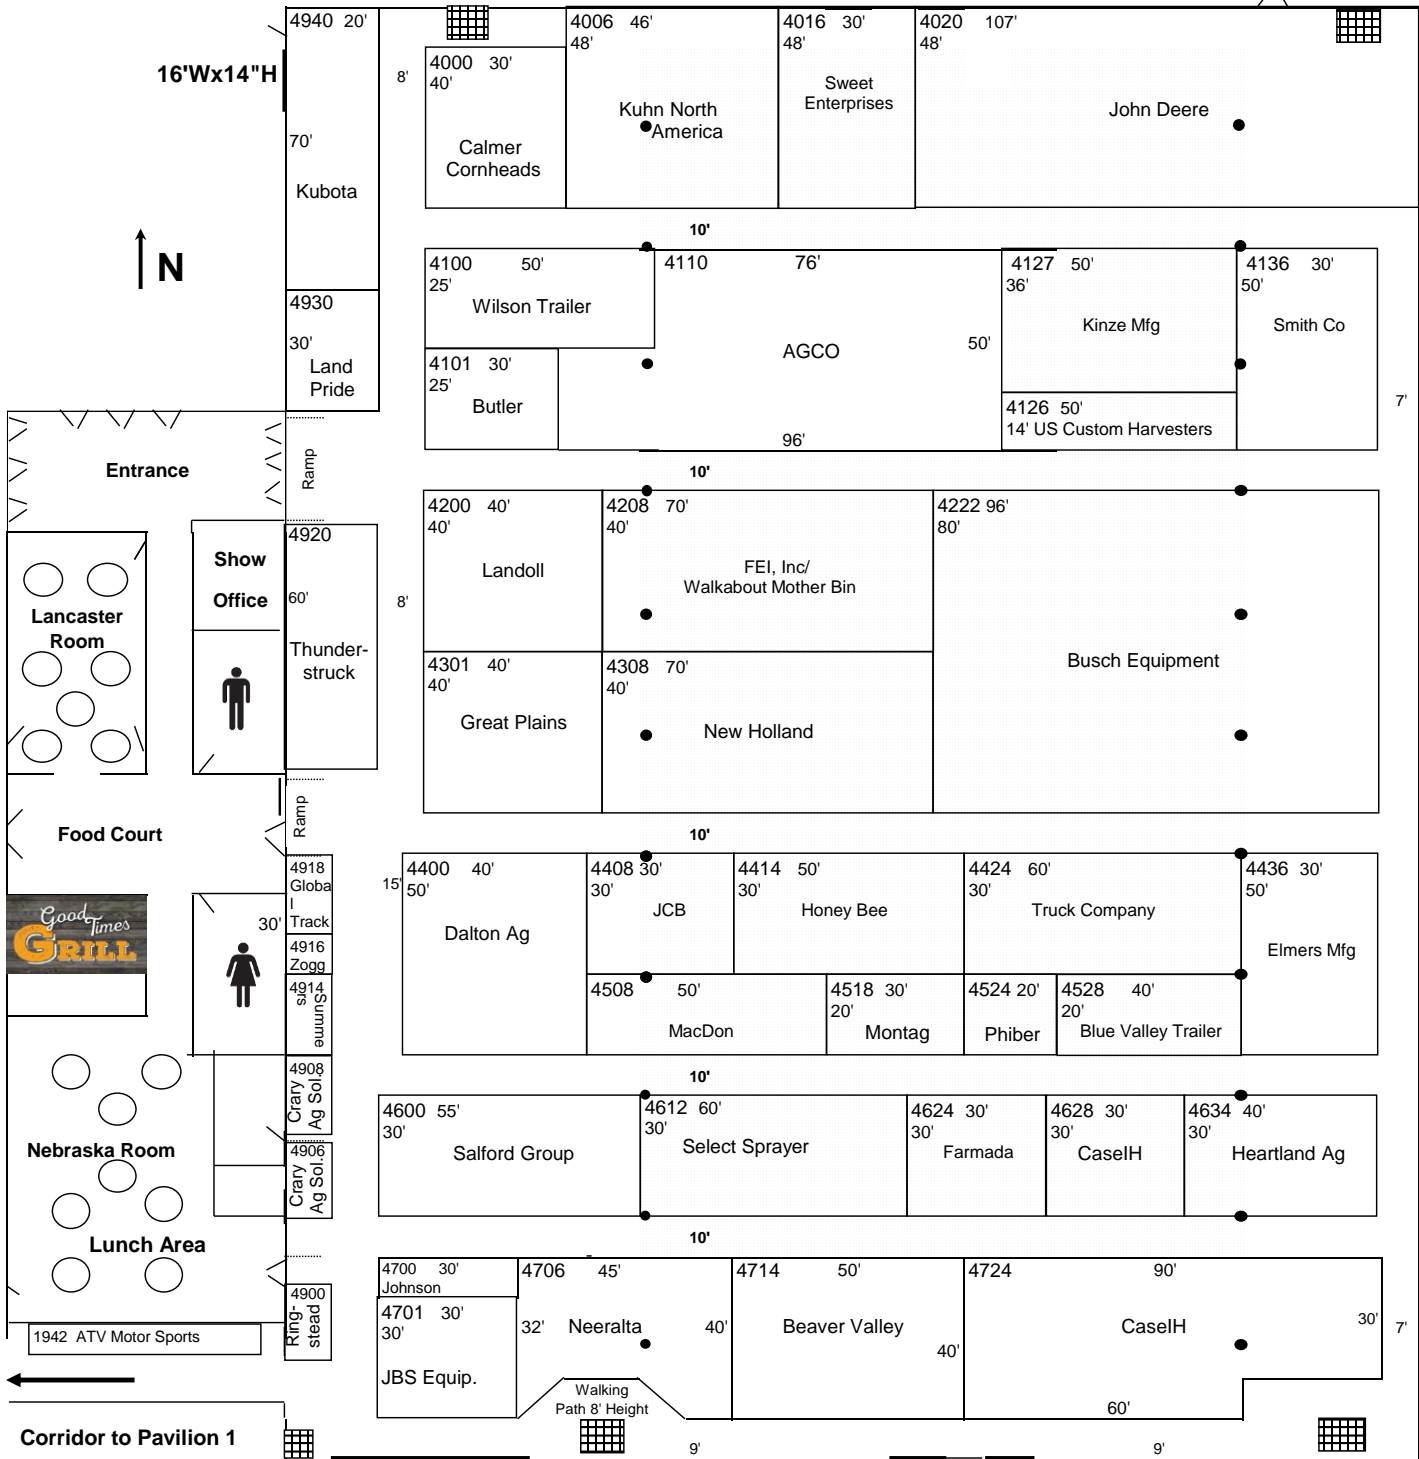 4940 20'
16'Wx14"H
70'
Kubota
8'
4000 30'
40'
Calmer
Cornheads
4006 46'
48'
Kuhn North
America
4016 30'
48'
Sweet
Enterprises
4020 107'
48'
John Deere
N
10'
4930
30'
Land
Pride
4100 50'
25'
Wilson Trailer
4101 30'
25'
Butler
4110 76'
AGCO
50'
96'
4127 50'
36'
Kinze Mfg
4126 50'
14' US Custom Harvesters
4136 30'
50'
Smith Co
7'
Entrance
Ramp
10'
Show
Office
4920
60'
Thunder-
struck
8'
Lancaster
Room
4200 40'
40'
Landoll
4208 70'
40'
FEI, Inc/
Walkabout Mother Bin
4222 96'
80'
Busch Equipment
4301 40'
40'
Great Plains
4308 70'
40'
New Holland
Ramp
10'
Food Court
Good Times
GRILL
4918
Globa
l
Track
30'
4916
Zogg
4914
Summe
rs
15'
4400 40'
50'
Dalton Ag
4408 30'
30'
JCB
4414 50'
30'
Honey Bee
4424 60'
30'
Truck Company
4436 30'
50'
Elmers Mfg
4508 50'
MacDon
4518 30'
20'
Montag
4524 20'
Phiber
4528 40'
20'
Blue Valley Trailer
10'
4908
Crary
Ag Sol.
4906
Crary
Ag Sol.
Nebraska Room
Lunch Area
4600 55'
30'
Salford Group
4612 60'
30'
Select Sprayer
4624 30'
30'
Farmada
4628 30'
30'
CaseIH
4634 40'
30'
Heartland Ag
10'
4900
Ring-
stead
1942 ATV Motor Sports
4700 30'
Johnson
4701 30'
30'
JBS Equip.
4706 45'
32'
Neeralta
40'
4714 50'
Beaver Valley
40'
4724 90'
CaseIH
30'
60'
7'
Walking
Path 8' Height
Corridor to Pavilion 1
9'
9'